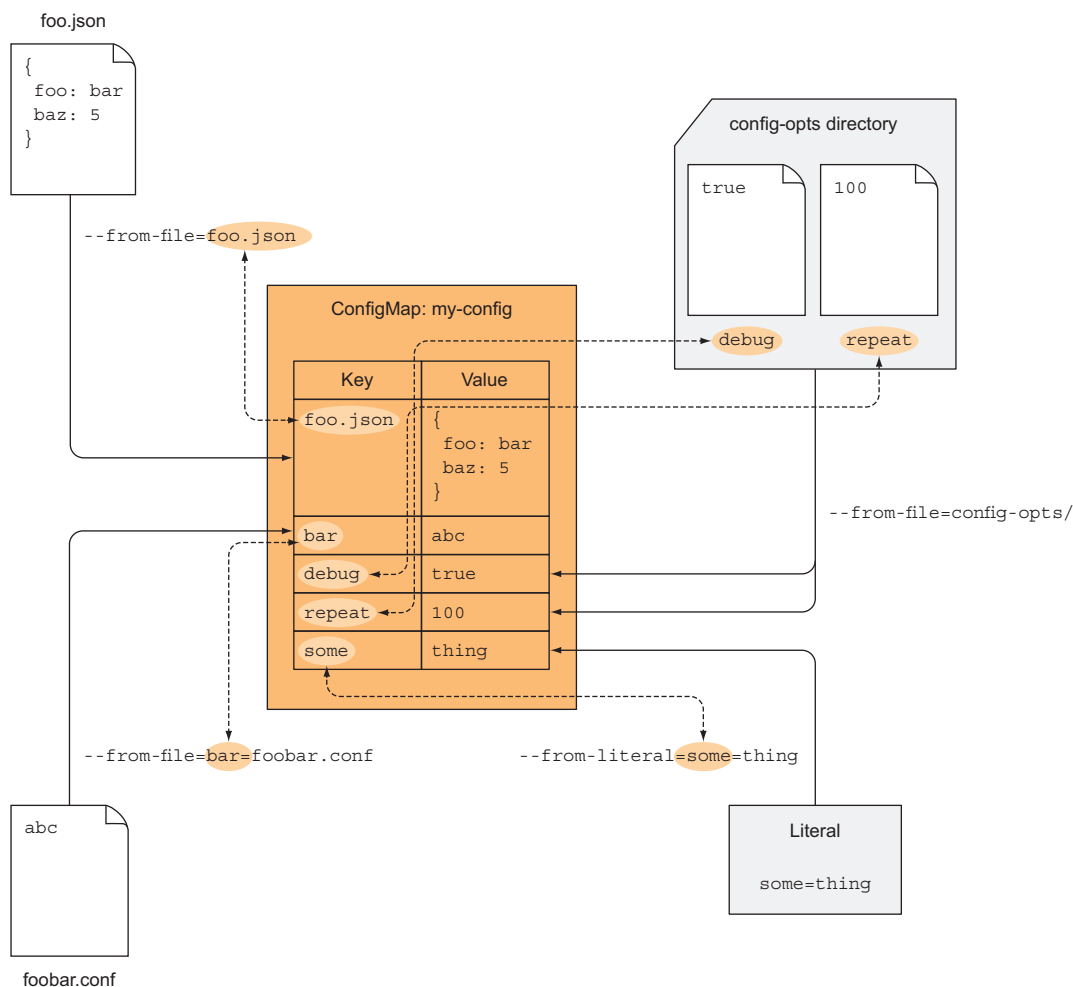 foo.json
{
foo: bar
baz: 5
}
--from-file=foo.json
config-opts directory
true
100
debug
repeat
ConfigMap: my-config
Key
Value
foo.json
{
foo: bar
baz: 5
}
bar
abc
debug
true
repeat
100
some
thing
--from-file=config-opts/
--from-file=bar=foobar.conf
--from-literal=some=thing
abc
foobar.conf
Literal
some=thing